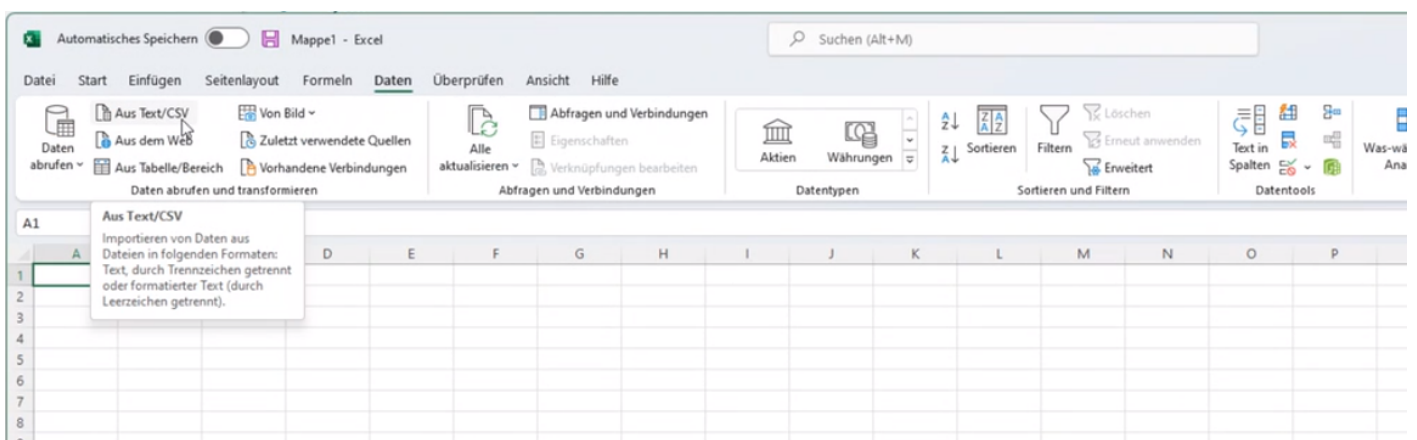 Automatisches Speichern Mappe1 - Excel Suchen (Alt+M)
Datei Start Einfügen Seitenlayout Formeln Daten Überprüfen Ansicht Hilfe
Daten abrufen
Aus Text/CSV
Aus dem Web
Aus Tabelle/Bereich
Von Bild
Zuletzt verwendete Quellen
Vorhandene Verbindungen
Daten abrufen und transformieren
Alle aktualisieren
Abfragen und Verbindungen
Eigenschaften
Verknüpfungen bearbeiten
Abfragen und Verbindungen
Aktien
Währungen
Datentypen
Sortieren
Filtern
Löschen
Erneut anwenden
Erweitert
Sortieren und Filtern
Text in
Spalten
Datentools
A1
Aus Text/CSV
Importieren von Daten aus
Dateien in folgenden Formaten:
Text, durch Trennzeichen getrennt
oder formatierter Text (durch
Leerzeichen getrennt).
A D E F G H I J K L M N O P
1
2
3
4
5
6
7
8